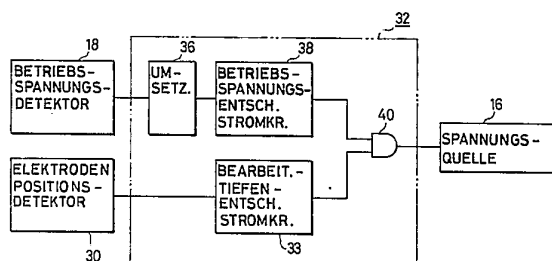 32
18
BETRIEBS-
SPANNUNGS-
DETEKTOR
36
UM-
SETZ.
38
BETRIEBS-
SPANNUNGS-
ENTSCH.
STROMKR.
40
16
SPANNUNGS-
QUELLE
ELEKTRODEN
POSITIONS-
DETEKTOR
30
BEARBEIT.-
TIEFEN-
ENTSCH.
STROMKR.
33